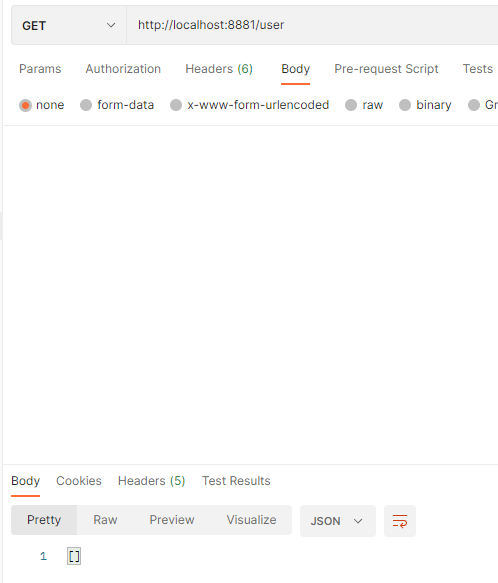 GET http://localhost:8881/user
Params Authorization Headers (6) Body Pre-request Script Tests
none form-data x-www-form-urlencoded raw binary Gr
Body Cookies Headers (5) Test Results
Pretty Raw Preview Visualize JSON
1 []